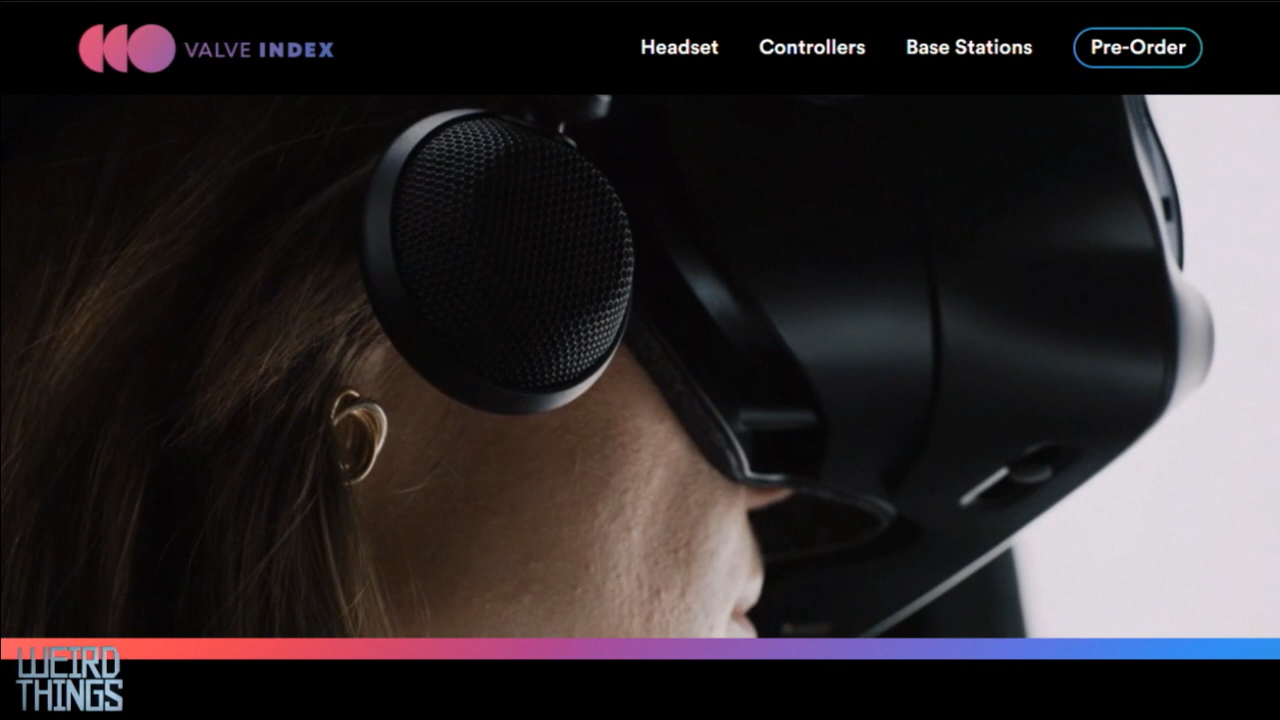 VALVE INDEX
Headset
Controllers
Base Stations
Pre-Order
WEIRD
THINGS